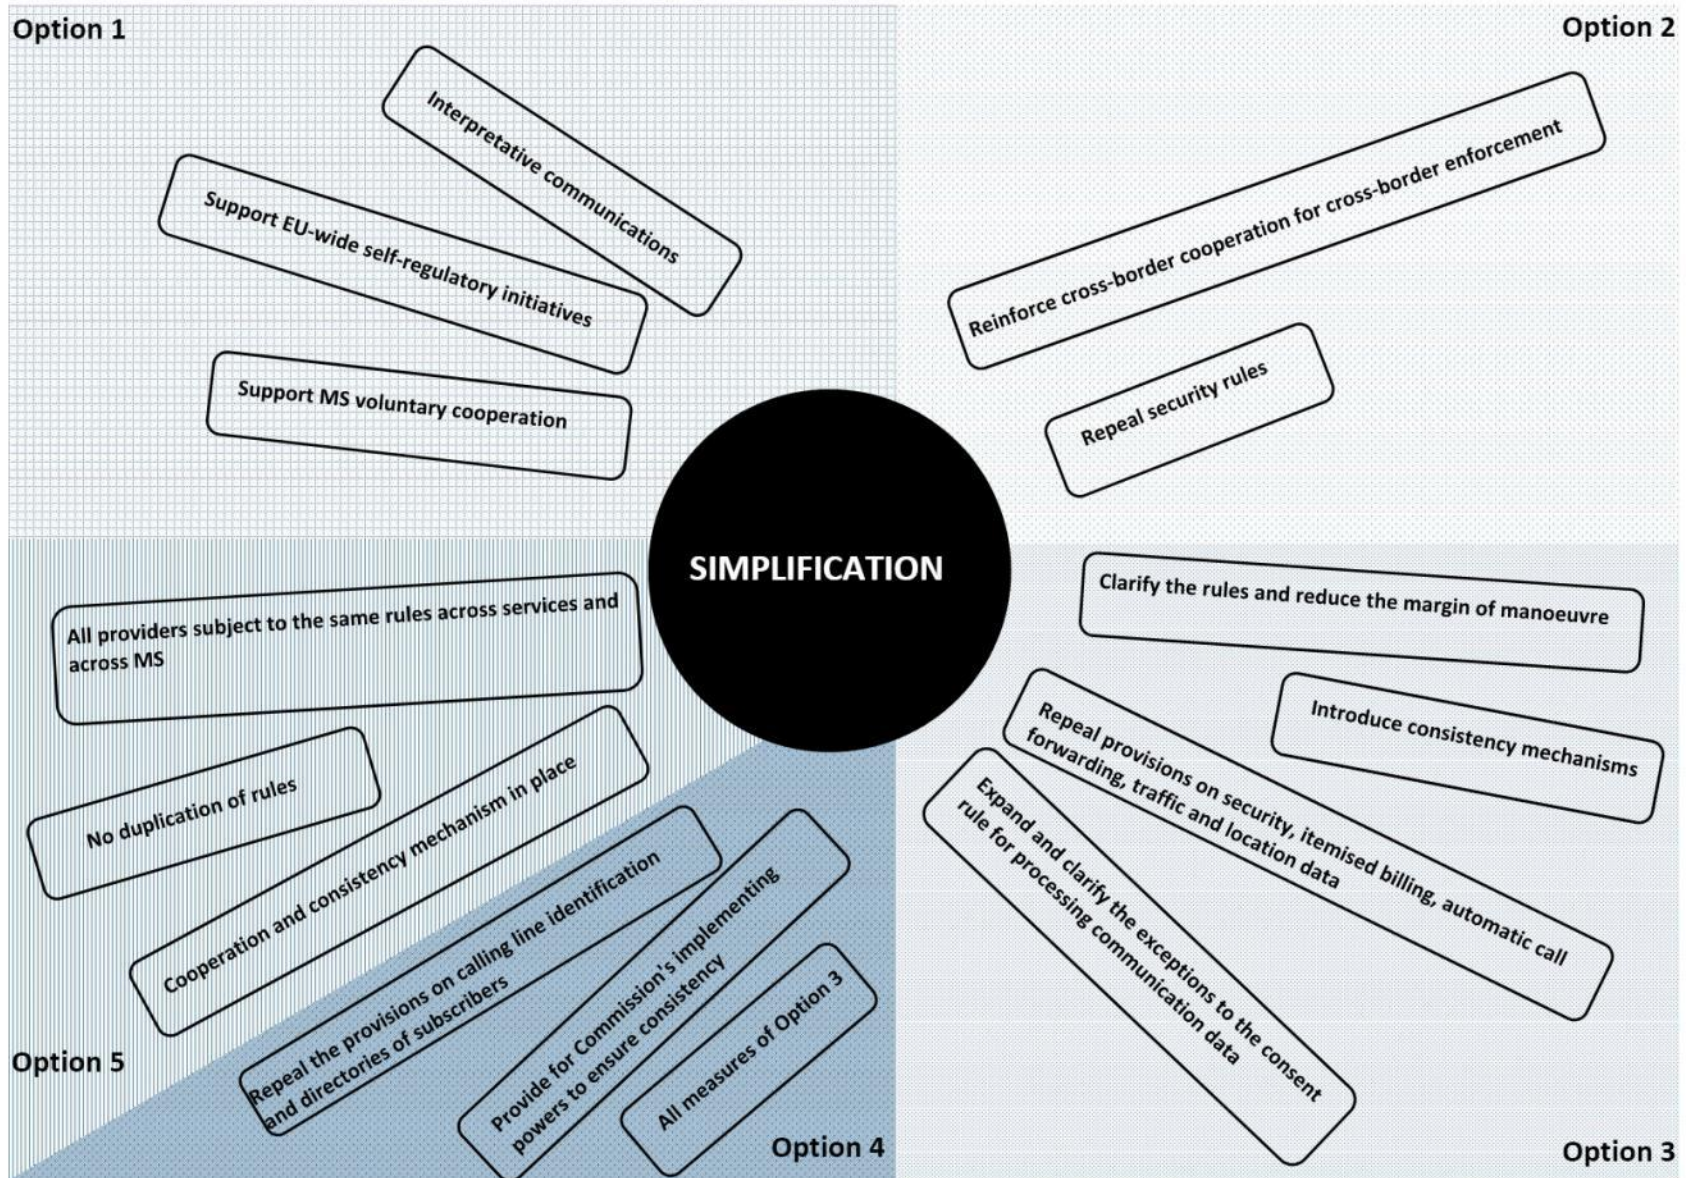 Option 1
Interpretative communications
Support EU-wide self-regulatory initiatives
Support MS voluntary cooperation
Option 2
Reinforce cross-border cooperation for cross-border enforcement
Repeal security rules
SIMPLIFICATION
Clarify the rules and reduce the margin of manoeuvre
Introduce consistency mechanisms
Repeal provisions on security, itemised billing, automatic call
forwarding, traffic and location data
Expand and clarify the exceptions to the consent
rule for processing communication data
Option 3
All providers subject to the same rules across services and
across MS
No duplication of rules
Cooperation and consistency mechanism in place
Option 5
Repeal the provisions on calling line identification
and directories of subscribers
Provide for Commission's implementing
powers to ensure consistency
All measures of Option 3
Option 4